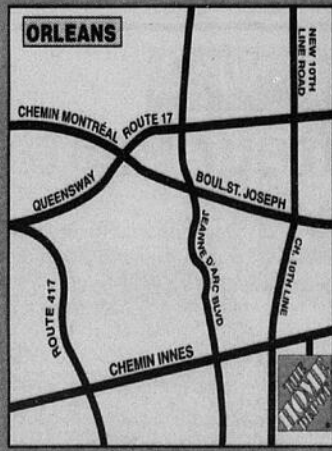 ORLEANS
NEW 10TH
LINE ROAD
CHEMIN MONTRÉAL
ROUTE 17
QUEENSWAY
BOUL.ST. JOSEPH
JEANNE D'ARC BLVD
CH. 10TH LINE
ROUTE 417
CHEMIN INNES
THE
HOME
DEPOT